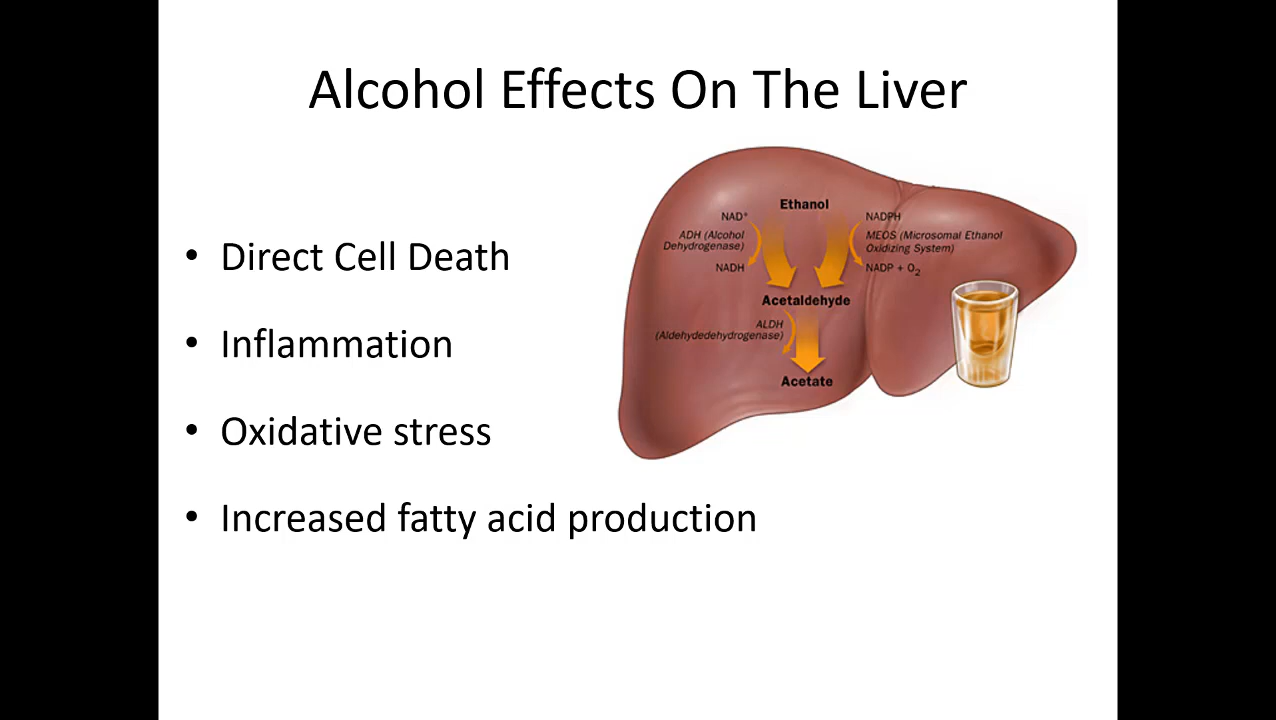 Alcohol Effects On The Liver
• Direct Cell Death
• Inflammation
• Oxidative stress
• Increased fatty acid production
Ethanol
NAD⁺
ADH (Alcohol
Dehydrogenase)
NADH
NADPH
MEOS (Microsomal Ethanol
Oxidizing System)
NADP + O₂
Acetaldehyde
ALDH
(Aldehydedehydrogenase)
Acetate